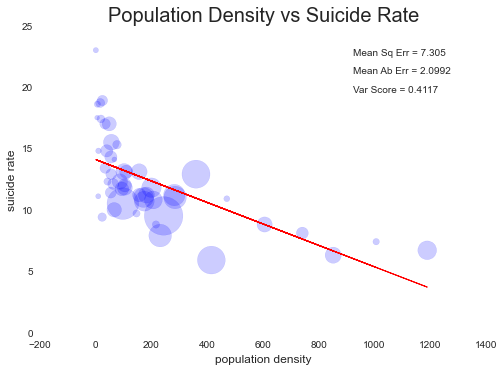 Population Density vs Suicide Rate
25
20
15
10
5
0
suicide rate
Mean Sq Err = 7.305
Mean Ab Err = 2.0992
Var Score = 0.4117
−200
0
200
400
600
800
1000
1200
1400
population density